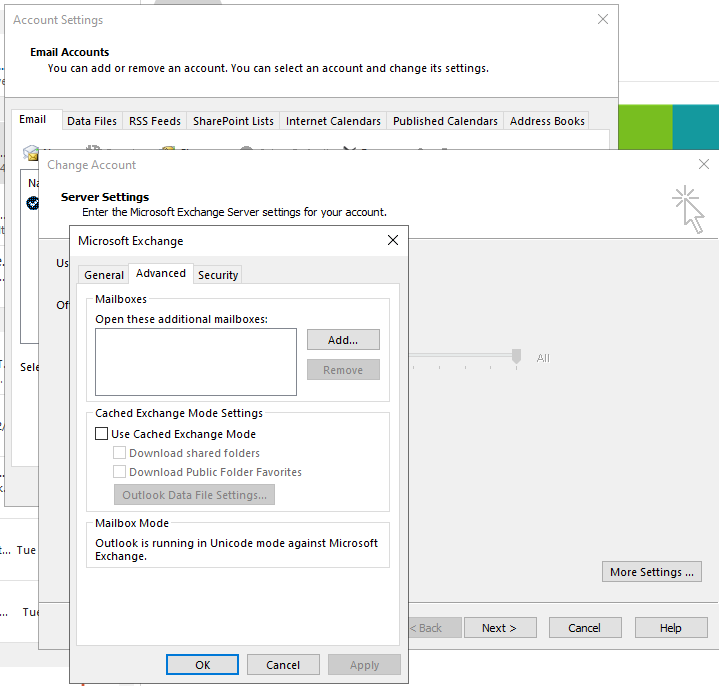 Account Settings
Email Accounts
You can add or remove an account. You can select an account and change its settings.
Email
Data Files
RSS Feeds
SharePoint Lists
Internet Calendars
Published Calendars
Address Books
Change Account
Server Settings
Enter the Microsoft Exchange Server settings for your account.
Microsoft Exchange
General
Advanced
Security
Mailboxes
Open these additional mailboxes:
Add...
Remove
Cached Exchange Mode Settings
Use Cached Exchange Mode
Download shared folders
Download Public Folder Favorites
Outlook Data File Settings...
Mailbox Mode
Outlook is running in Unicode mode against Microsoft
Exchange.
OK
Cancel
Apply
All
More Settings ...
< Back
Next >
Cancel
Help
Tue